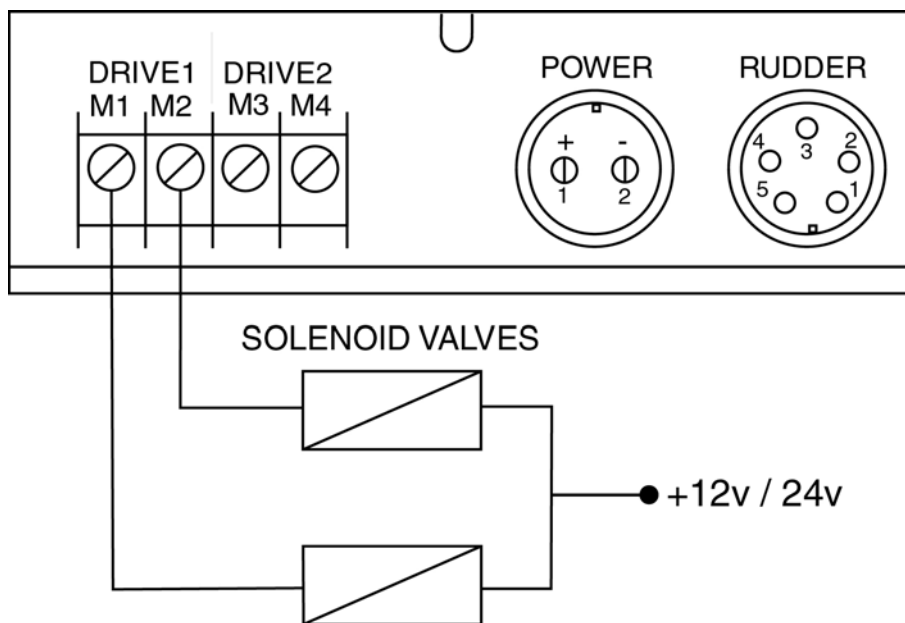 DRIVE1 DRIVE2
M1 M2 M3 M4
POWER
+ -
1 2
RUDDER
4 3 2
5 1
SOLENOID VALVES
+12v / 24v